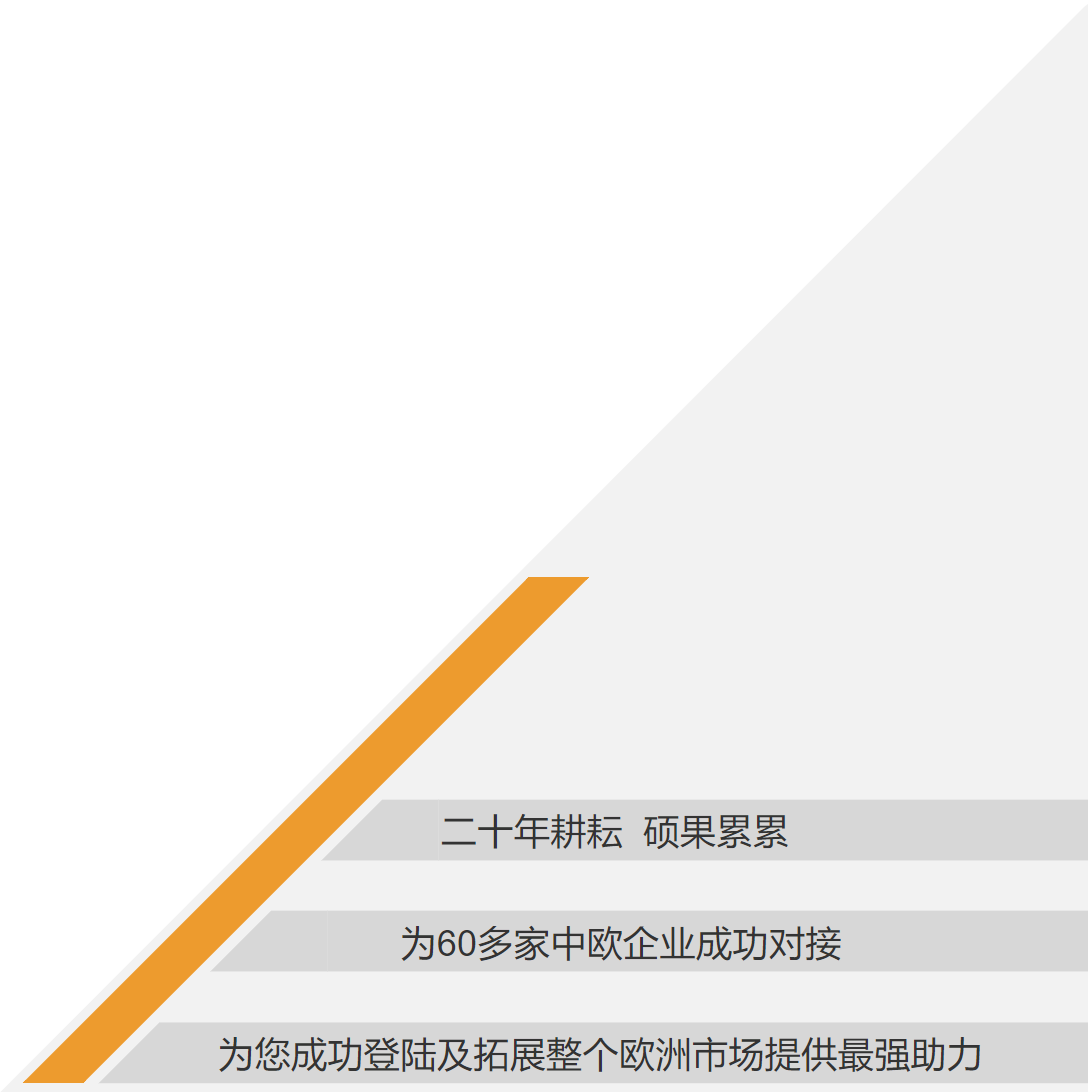 二十年耕耘 硕果累累
为60多家中欧企业成功对接
为您成功登陆及拓展整个欧洲市场提供最强助力